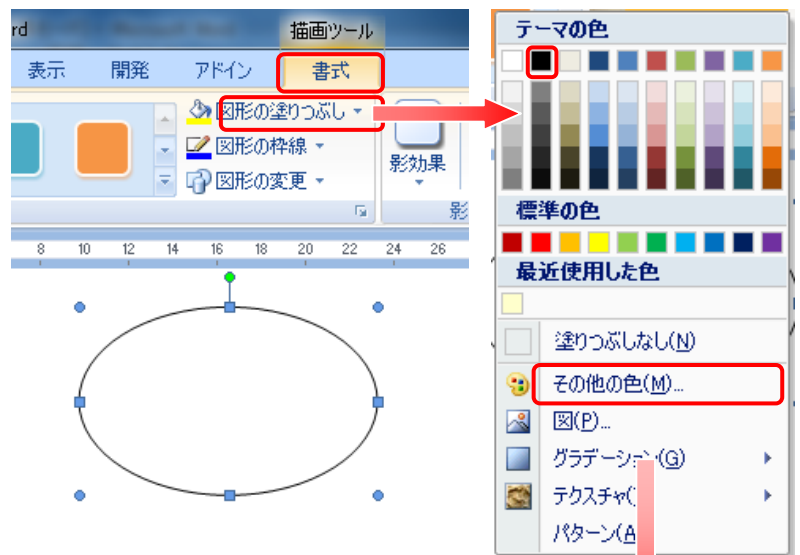 rd
描画ツール
表示 開発 アドイン 書式
図形の塗りつぶし
図形の枠線
図形の変更
影効果
影
8 10 12 14 16 18 20 22 24 26
テーマの色
標準の色
最近使用した色
塗りつぶしなし(N)
その他の色(M)...
図(P)...
グラデーション(G)
テクスチャ(
パターン(A